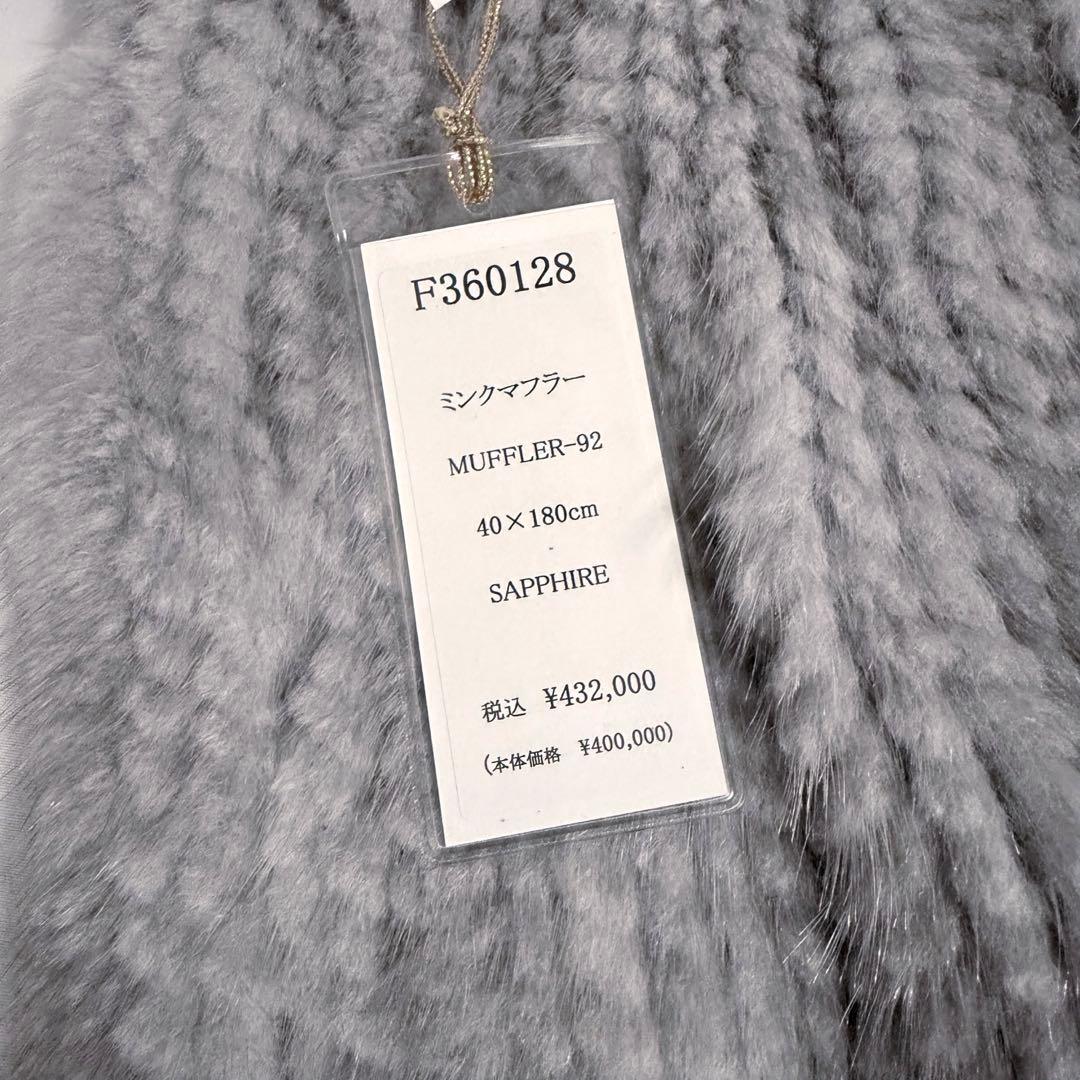 F360128
ミンクマフラー
MUFFLER-92
40×180cm
SAPPHIRE
税込 ¥432,000
(本体価格 ¥400,000)